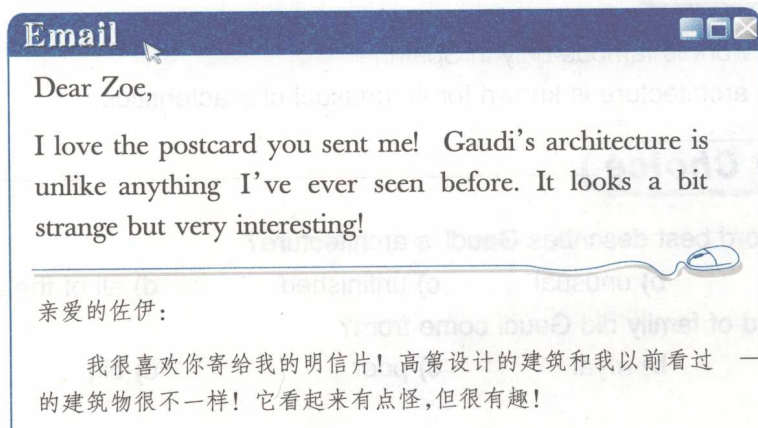 Email
Dear Zoe,
I love the postcard you sent me! Gaudi's architecture is
unlike anything I've ever seen before. It looks a bit
strange but very interesting!
亲爱的佐伊：
我很喜欢你寄给我的明信片！高第设计的建筑和我以前看过
的建筑物很不一样！它看起来有点怪，但很有趣！